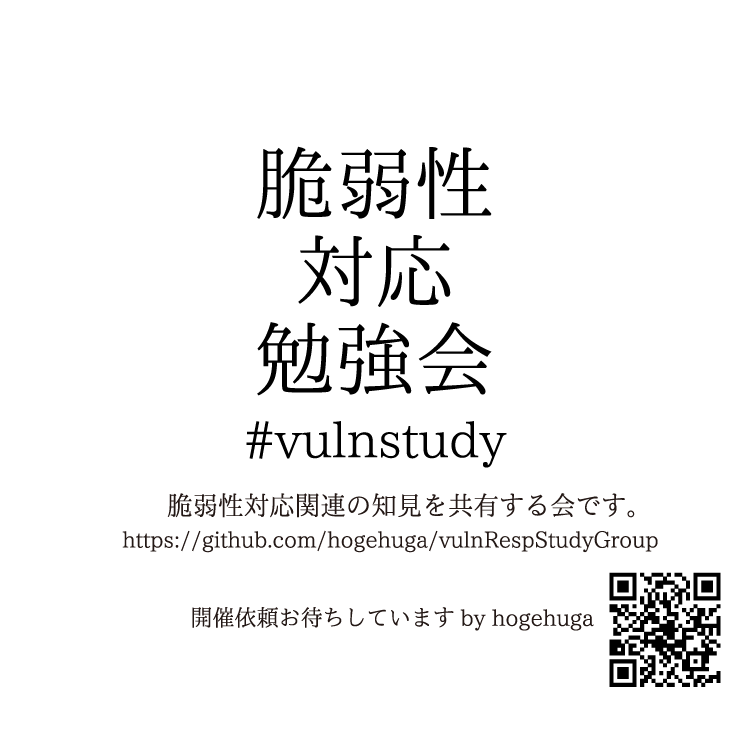 脆弱性
対応
勉強会
#vulnstudy
脆弱性対応関連の知見を共有する会です。
https://github.com/hogehuga/vulnRespStudyGroup
開催依頼お待ちしています by hogehuga